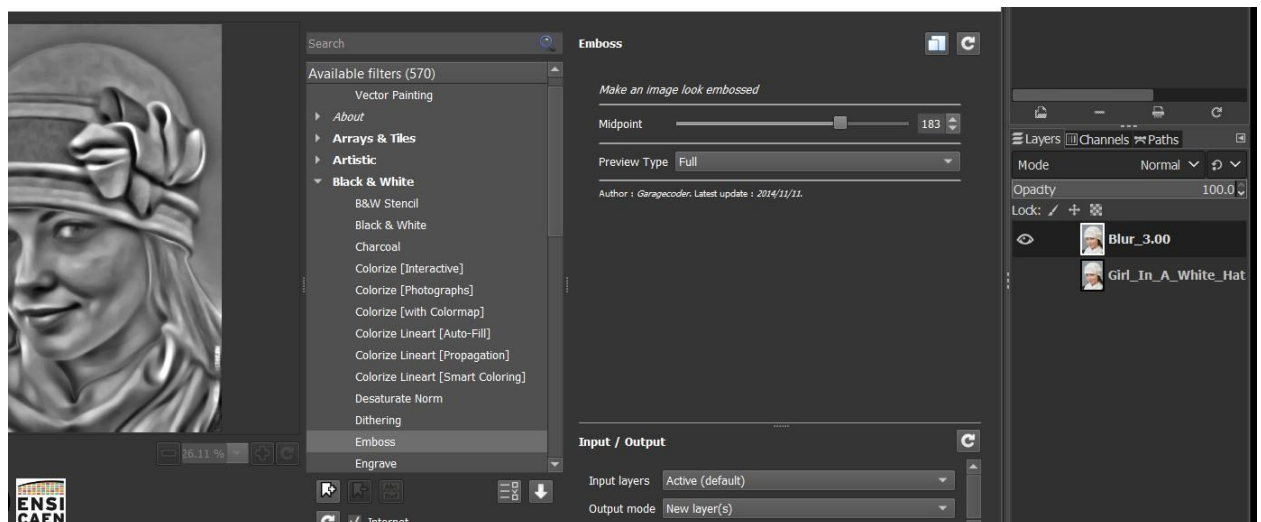 Search
Available filters (570)
Vector Painting
About
Arrays & Tiles
Artistic
Black & White
B&W Stencil
Black & White
Charcoal
Colorize [Interactive]
Colorize [Photographs]
Colorize [with Colormap]
Colorize Lineart [Auto-Fill]
Colorize Lineart [Propagation]
Colorize Lineart [Smart Coloring]
Desaturate Norm
Dithering
Emboss
Engrave
Internet
26.11 %
ENSI
CAEN
Emboss
Make an image look embossed
Midpoint 183
Preview Type Full
Author : Garagecoder. Latest update : 2014/11/11.
Input / Output
Input layers Active (default)
Output mode New layer(s)
Layers Channels Paths
Mode Normal
Opacity 100.0
Lock:
Blur_3.00
Girl_In_A_White_Hat